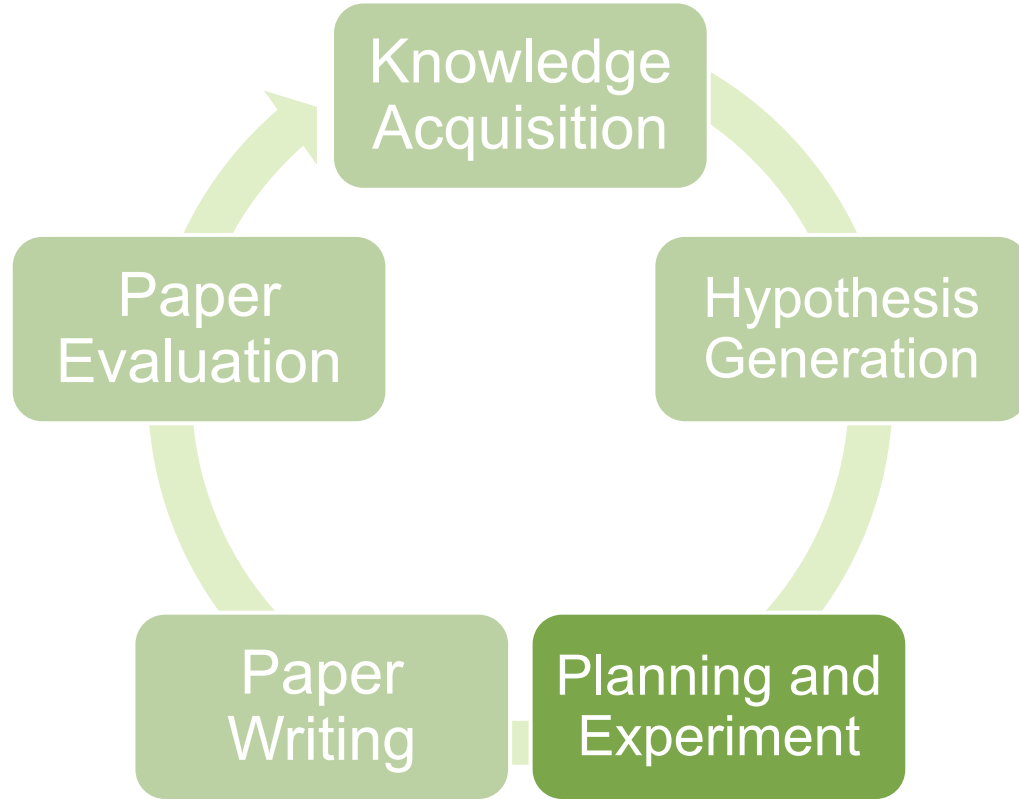 Knowledge
Acquisition
Hypothesis
Generation
Planning and
Experiment
Paper
Writing
Paper
Evaluation